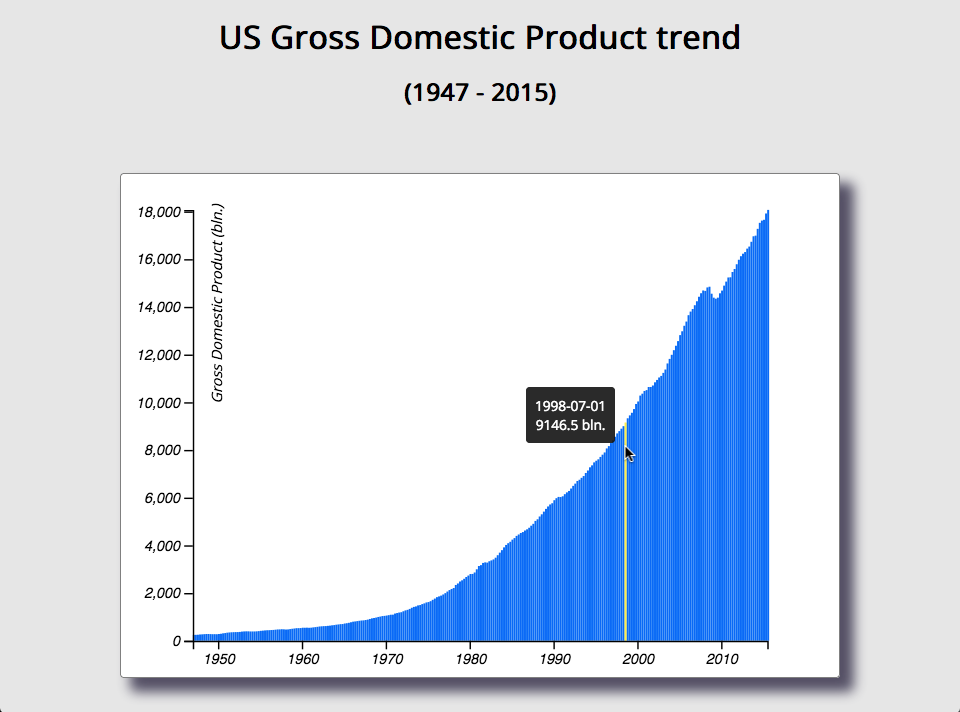 US Gross Domestic Product trend
(1947 - 2015)
18,000
16,000
14,000
12,000
10,000
8,000
6,000
4,000
2,000
0
Gross Domestic Product (bln.)
1998-07-01
9146.5 bln.
1950 1960 1970 1980 1990 2000 2010